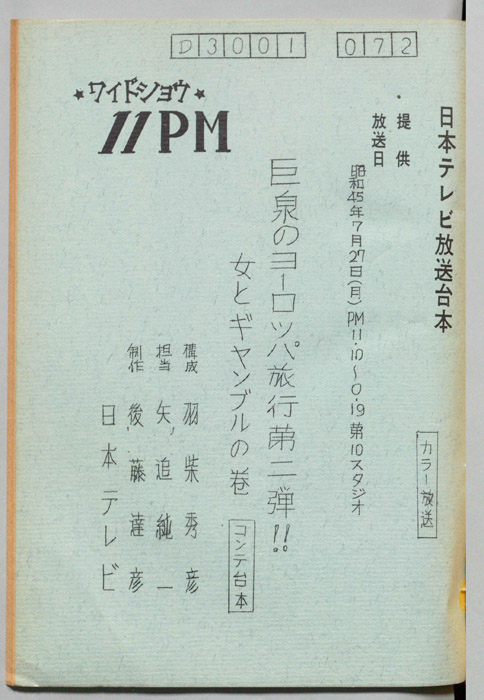 D3001 072
日本テレビ放送台本
・提供
放送日
昭和45年7月27日(月) PM11.10〜0.19 第10スタジオ
カラー放送
★ワイドショウ★
11PM
巨泉のヨーロッパ旅行第二弾!!
女とギャンブルの巻
コンテ台本
構成 羽柴秀彦
担当 矢追純一
制作 後藤達彦
日本テレビ